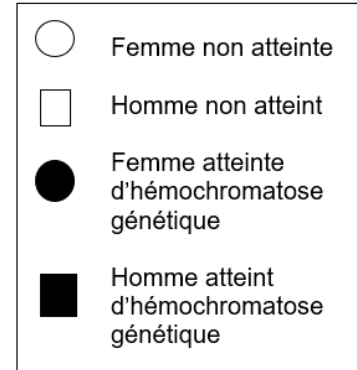 Femme non atteinte
Homme non atteint
Femme atteinte
d'hémochromatose
génétique
Homme atteint
d'hémochromatose
génétique